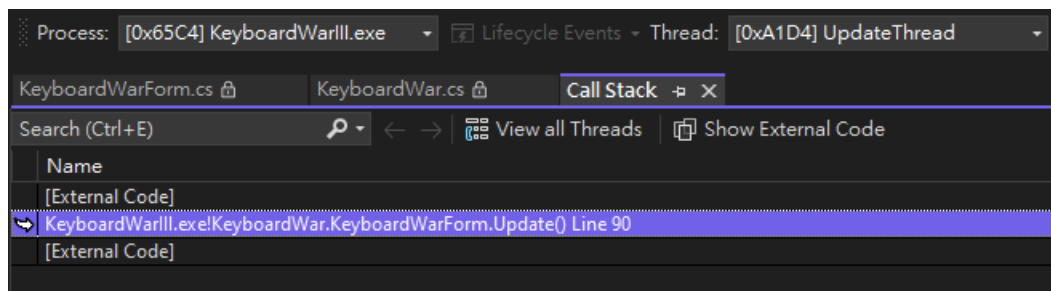 Process: [0x65C4] KeyboardWarIII.exe Lifecycle Events Thread: [0xA1D4] UpdateThread
KeyboardWarForm.cs KeyboardWar.cs Call Stack
Search (Ctrl+E) View all Threads Show External Code
Name
[External Code]
KeyboardWarIII.exe!KeyboardWar.KeyboardWarForm.Update() Line 90
[External Code]